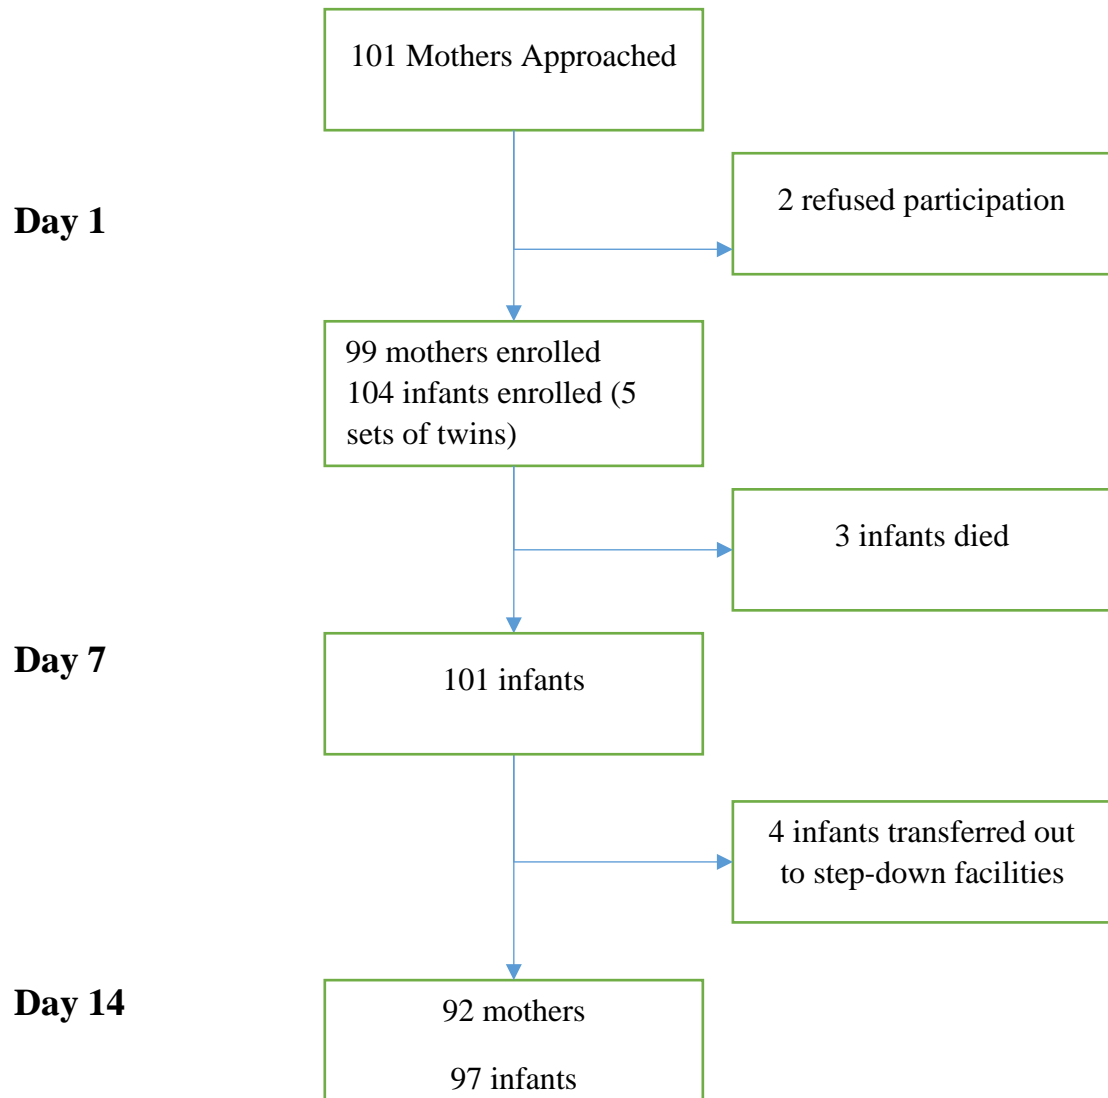 101 Mothers Approached
2 refused participation
Day 1
99 mothers enrolled
104 infants enrolled (5
sets of twins)
3 infants died
Day 7
101 infants
4 infants transferred out
to step-down facilities
Day 14
92 mothers
97 infants